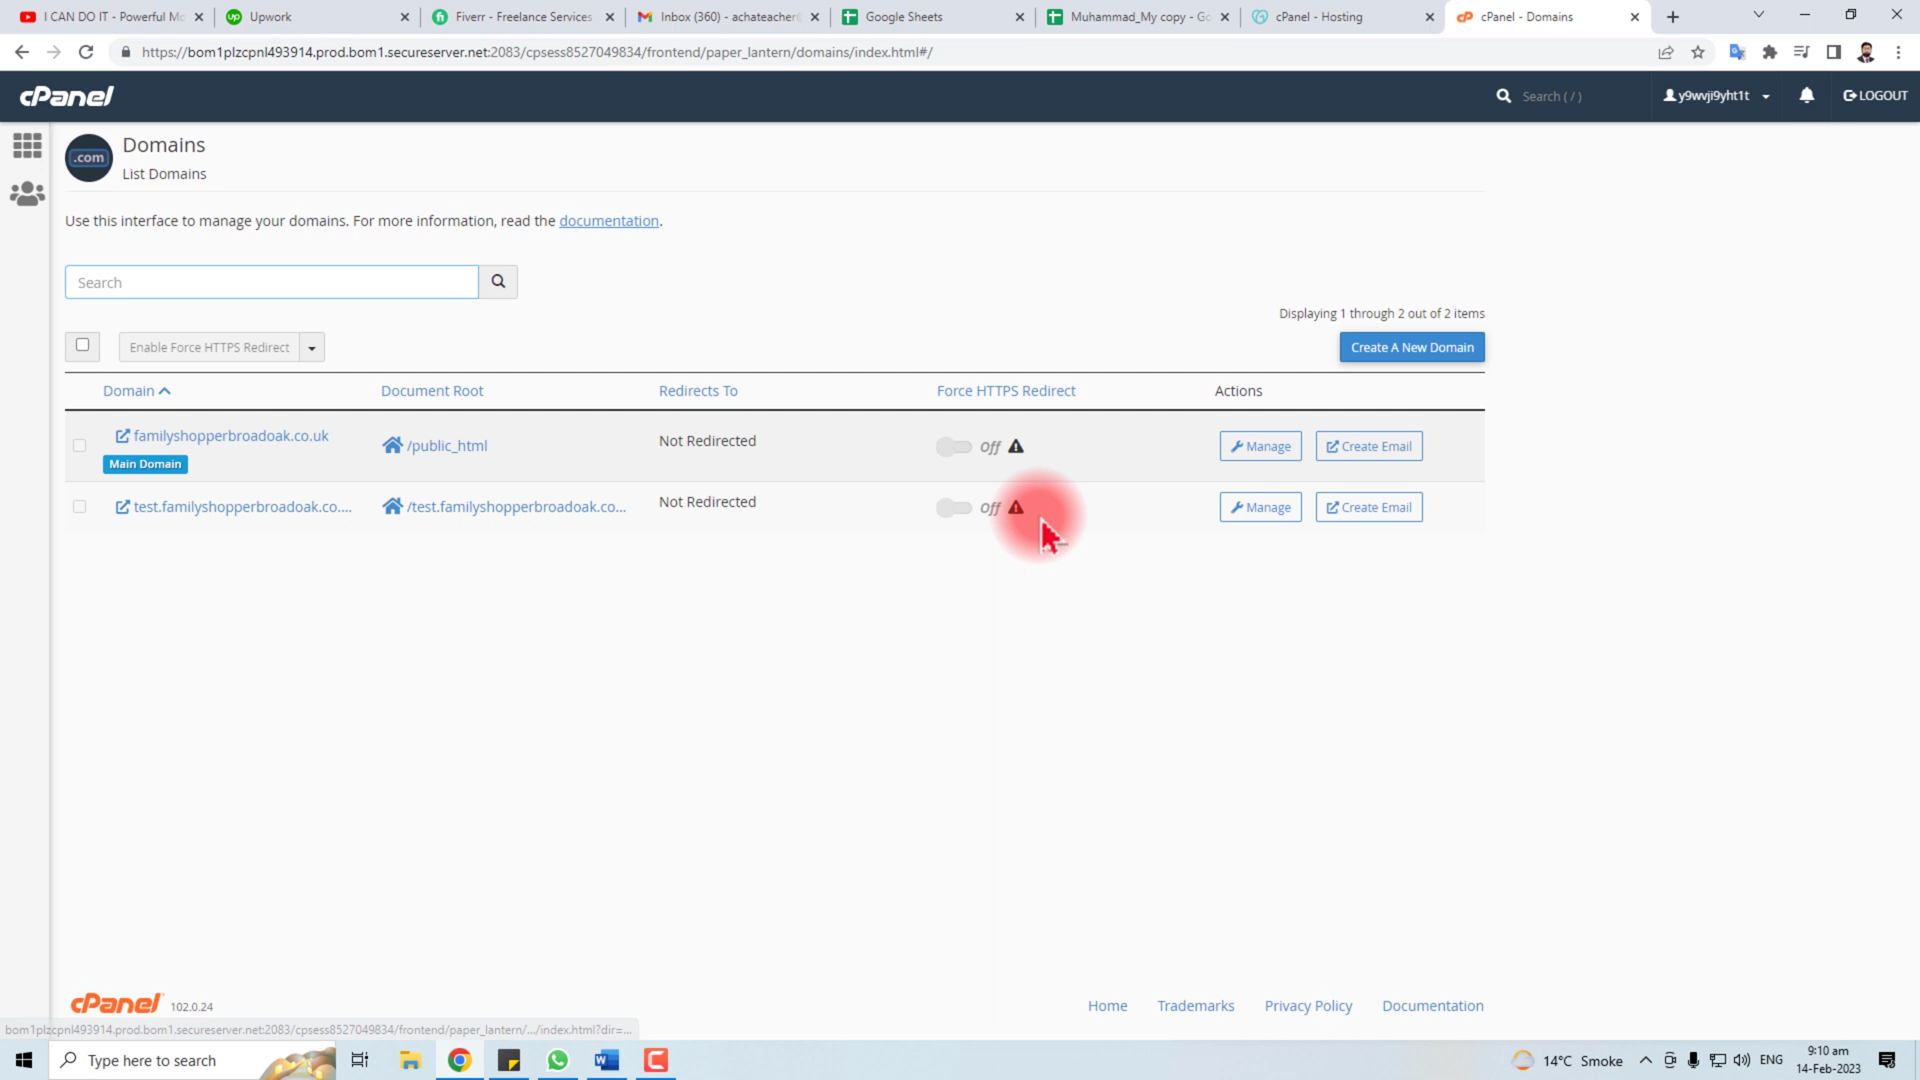 I CAN DO IT - Powerful Mo
Upwork
Fiverr - Freelance Services
Inbox (360) - achateacher@
Google Sheets
Muhammad_My copy - Go
cPanel - Hosting
cPanel - Domains
https://bom1plzcpnl493914.prod.bom1.secureserver.net:2083/cpsess8527049834/frontend/paper_lantern/domains/index.html#/
cPanel
Search ( / )
y9wvji9yht1t
LOGOUT
.com
Domains
List Domains
Use this interface to manage your domains. For more information, read the documentation.
Search
Displaying 1 through 2 out of 2 items
Enable Force HTTPS Redirect
Create A New Domain
Domain
Document Root
Redirects To
Force HTTPS Redirect
Actions
familyshopperbroadoak.co.uk
Main Domain
/public_html
Not Redirected
Off
Manage
Create Email
test.familyshopperbroadoak.co....
/test.familyshopperbroadoak.co...
Not Redirected
Off
Manage
Create Email
cPanel 102.0.24
Home
Trademarks
Privacy Policy
Documentation
bom1plzcpnl493914.prod.bom1.secureserver.net:2083/cpsess8527049834/frontend/paper_lantern/.../index.html?dir=...
Type here to search
14°C Smoke
ENG
9:10 am
14-Feb-2023